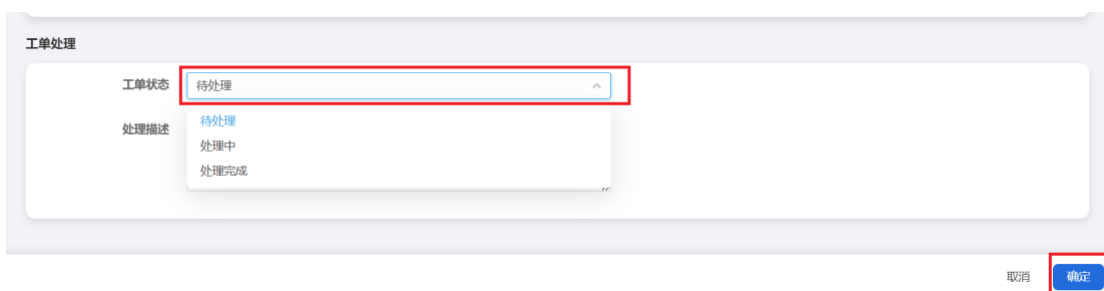 工单处理
工单状态 待处理
待处理
处理描述
处理中
处理完成
取消 确定